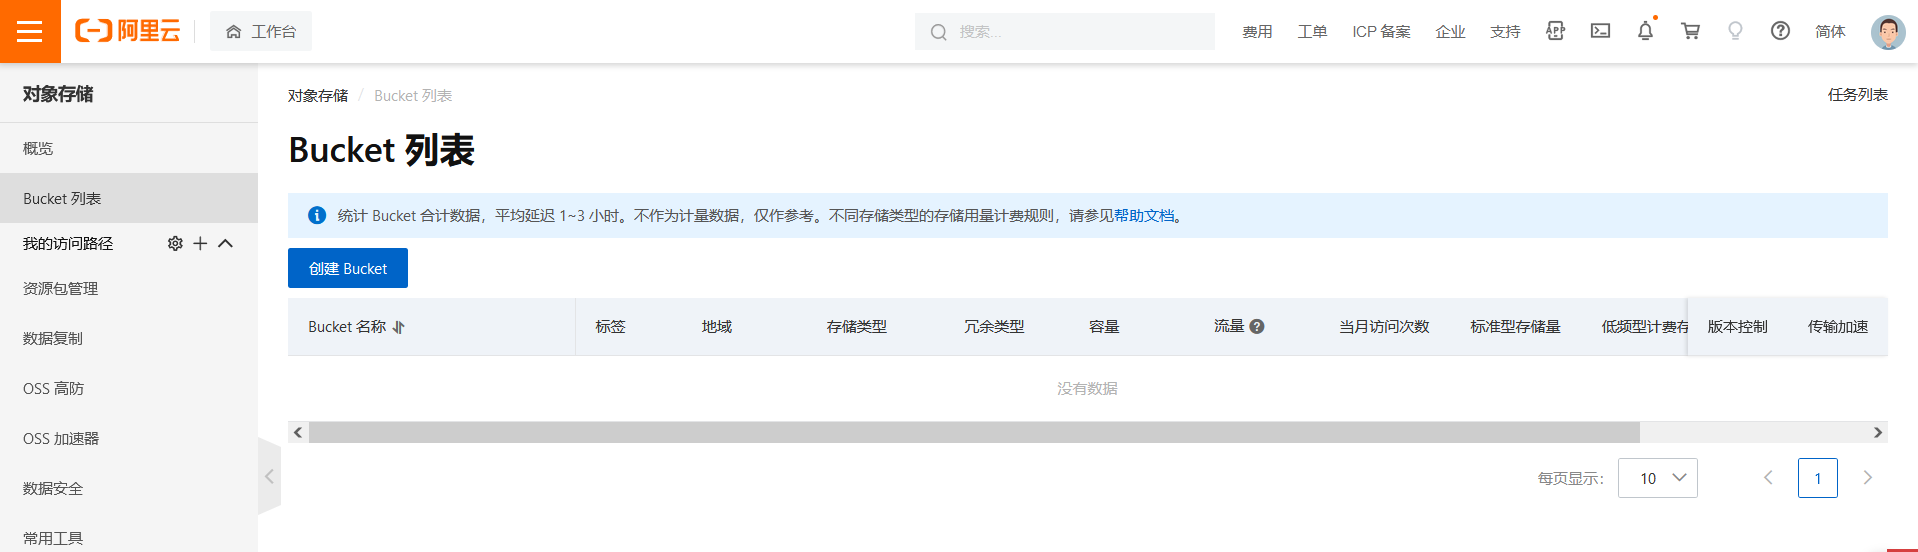 阿里云 工作台 搜索... 费用 工单 ICP 备案 企业 支持 APP 简体
对象存储
概览
Bucket 列表
我的访问路径
资源包管理
数据复制
OSS 高防
OSS 加速器
数据安全
常用工具
对象存储 / Bucket 列表 任务列表
Bucket 列表
统计 Bucket 合计数据，平均延迟 1~3 小时。不作为计量数据，仅作参考。不同存储类型的存储用量计费规则，请参见帮助文档。
创建 Bucket
Bucket 名称 标签 地域 存储类型 冗余类型 容量 流量 当月访问次数 标准型存储量 低频型计费存 版本控制 传输加速
没有数据
每页显示： 10 1